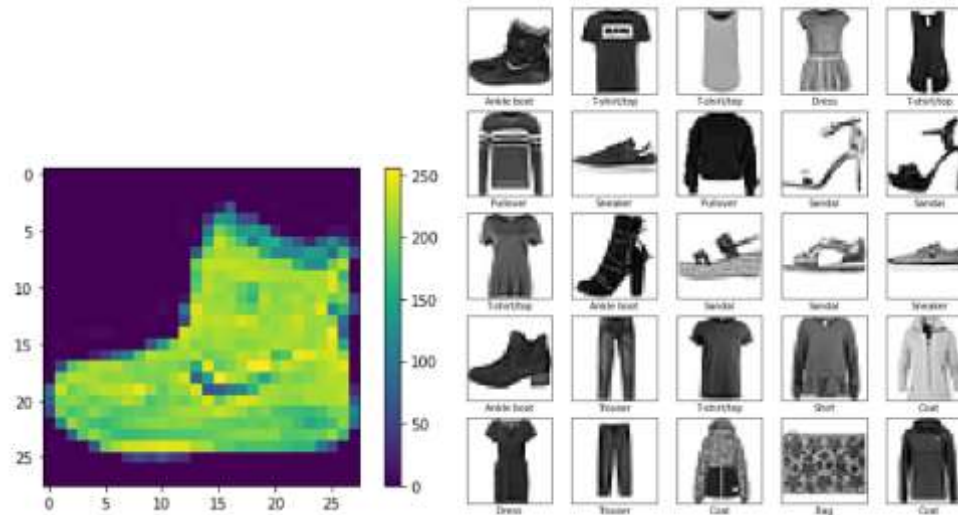 Ankle boot T-shirt/top T-shirt/top Dress T-shirt/top
Pullover Sneaker Pullover Sandal Sandal
T-shirt/top Ankle boot Sandal Sandal Sneaker
Ankle boot Trouser T-shirt/top Shirt Coat
Dress Trouser Coat Bag Coat
0
5
10
15
20
25
0 5 10 15 20 25
250
200
150
100
50
0